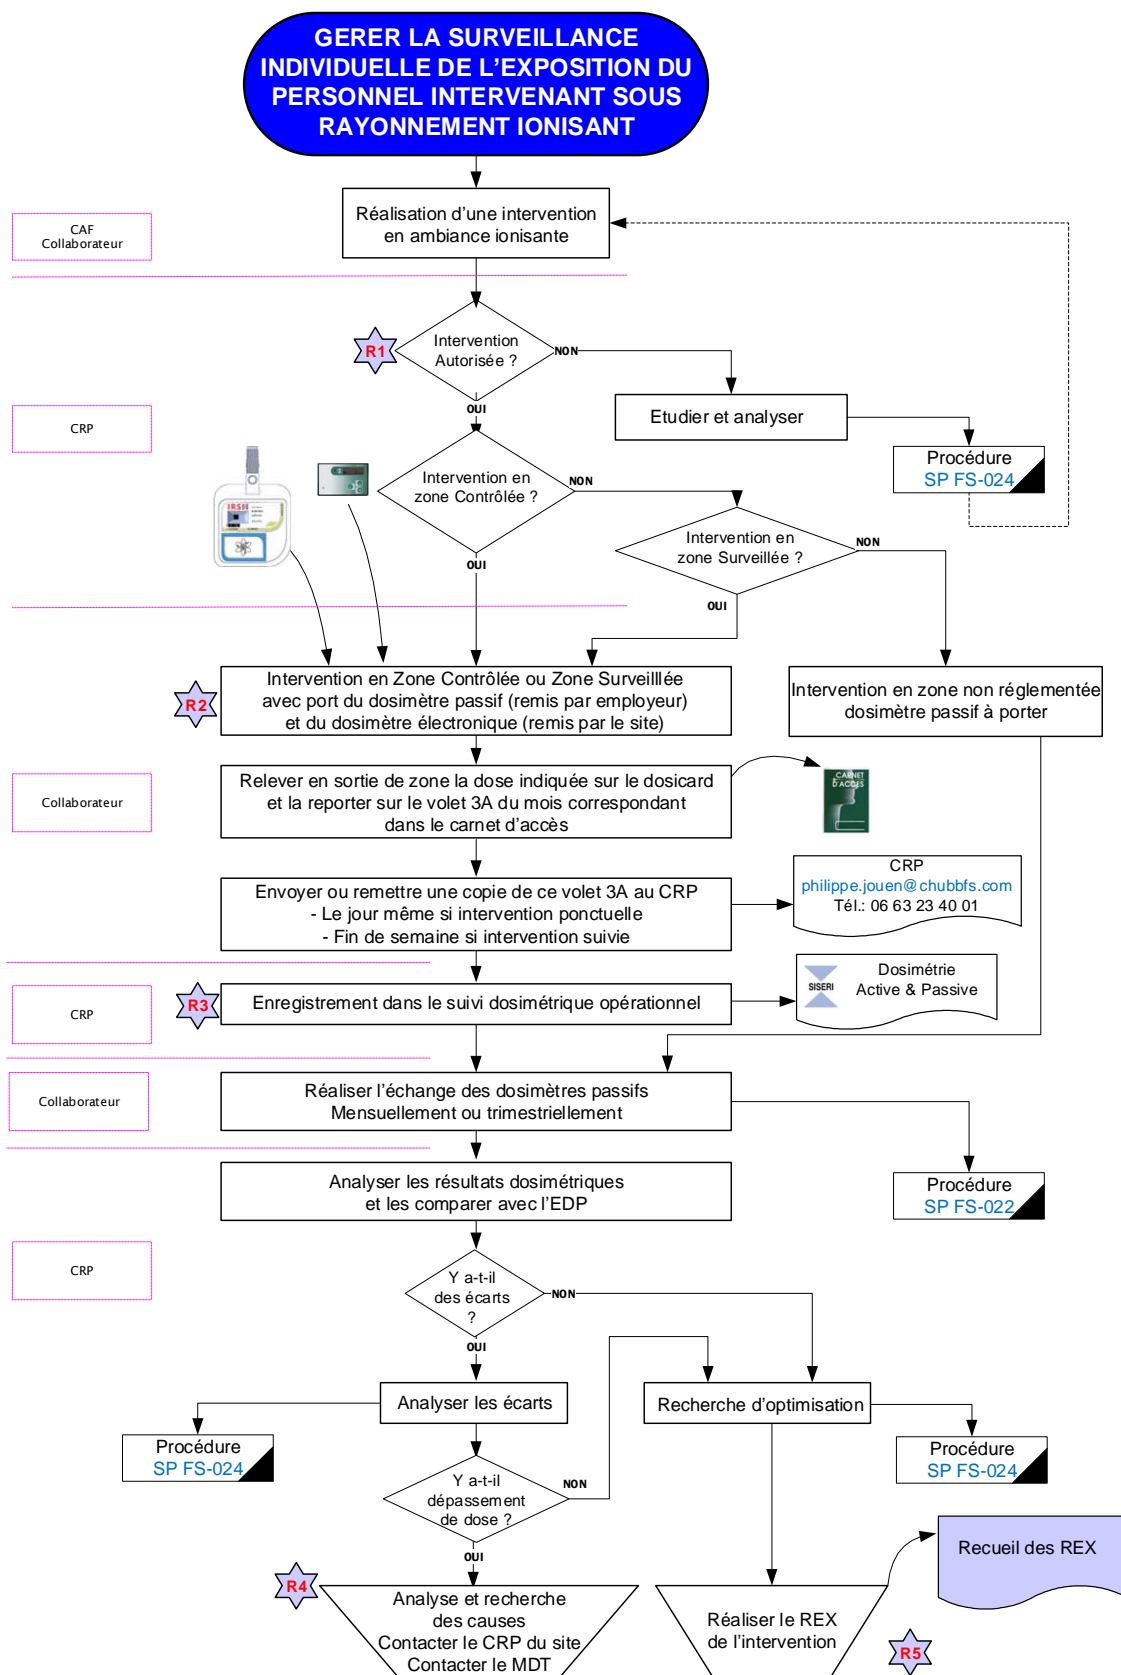 GERER LA SURVEILLANCE
INDIVIDUELLE DE L'EXPOSITION DU
PERSONNEL INTERVENANT SOUS
RAYONNEMENT IONISANT
CAF
Collaborateur
Réalisation d'une intervention
en ambiance ionisante
R1
Intervention
Autorisée ?
NON
OUI
CRP
Etudier et analyser
Procédure
SP FS-024
IRSN
Intervention en
zone Contrôlée ?
NON
OUI
Intervention en
zone Surveillée ?
NON
OUI
R2
Intervention en Zone Contrôlée ou Zone Surveilllée
avec port du dosimètre passif (remis par employeur)
et du dosimètre électronique (remis par le site)
Intervention en zone non réglementée
dosimètre passif à porter
Collaborateur
Relever en sortie de zone la dose indiquée sur le dosicard
et la reporter sur le volet 3A du mois correspondant
dans le carnet d'accès
CARNET
D'ACCES
Envoyer ou remettre une copie de ce volet 3A au CRP
- Le jour même si intervention ponctuelle
- Fin de semaine si intervention suivie
CRP
philippe.jouen@chubbfs.com
Tél.: 06 63 23 40 01
CRP
R3
Enregistrement dans le suivi dosimétrique opérationnel
SISERI
Dosimétrie
Active & Passive
Collaborateur
Réaliser l'échange des dosimètres passifs
Mensuellement ou trimestriellement
Analyser les résultats dosimétriques
et les comparer avec l'EDP
Procédure
SP FS-022
CRP
Y a-t-il
des écarts
?
NON
OUI
Analyser les écarts
Recherche d'optimisation
Procédure
SP FS-024
Y a-t-il
dépassement
de dose ?
NON
OUI
Procédure
SP FS-024
Recueil des REX
R4
Analyse et recherche
des causes
Contacter le CRP du site
Contacter le MDT
Réaliser le REX
de l'intervention
R5